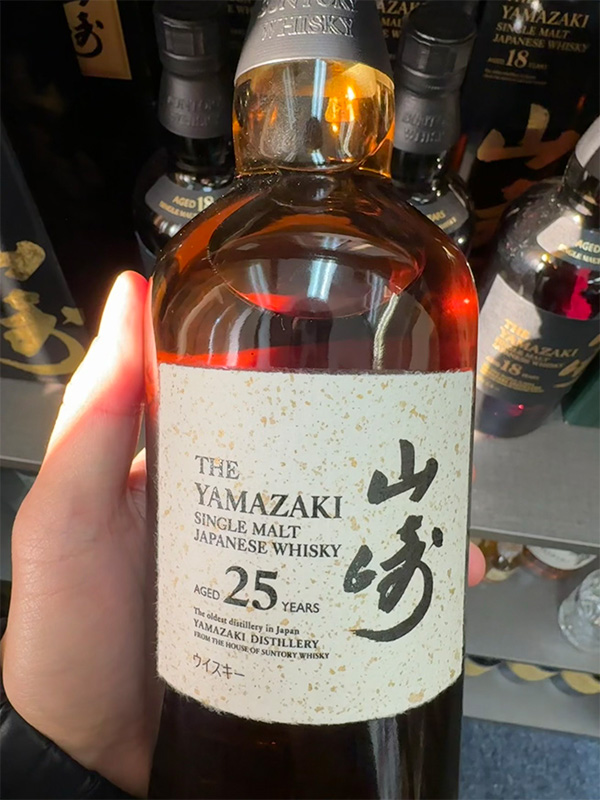 SUNTORY
WHISKY
THE
YAMAZAKI
SINGLE MALT
JAPANESE WHISKY
AGED 25 YEARS
The oldest distillery in Japan
YAMAZAKI DISTILLERY
FROM THE HOUSE OF SUNTORY WHISKY
ウイスキー
山崎
YAMAZAKI
SINGLE MALT
JAPANESE WHISKY
AGED 18 YEARS
AGED 18
SINGLE MALT
AGED
THE
YAMAZAKI
18